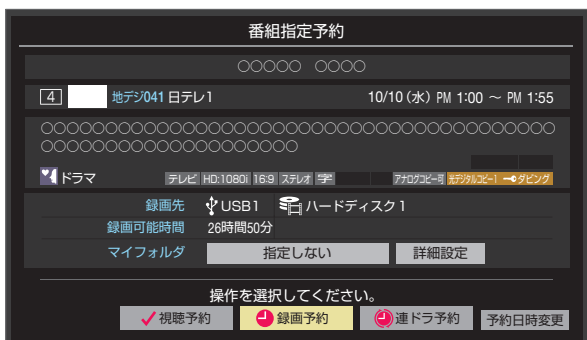 番組指定予約
○○○○○ ○○○○
4 地デジ041 日テレ1 10/10(水) PM 1:00 ～ PM 1:55
○○○○○○○○○○○○○○○○○○○○○○○○○○○○○○○○○○○○○○○○
○○○○○○○○○○○○○○○○○○○○
ドラマ テレビ HD:1080i 16:9 ステレオ 字 アナログコピー可 光デジタルコピー1 ダビング
録画先 USB1 ハードディスク1
録画可能時間 26時間50分
マイフォルダ 指定しない 詳細設定
操作を選択してください。
視聴予約 録画予約 連ドラ予約 予約日時変更